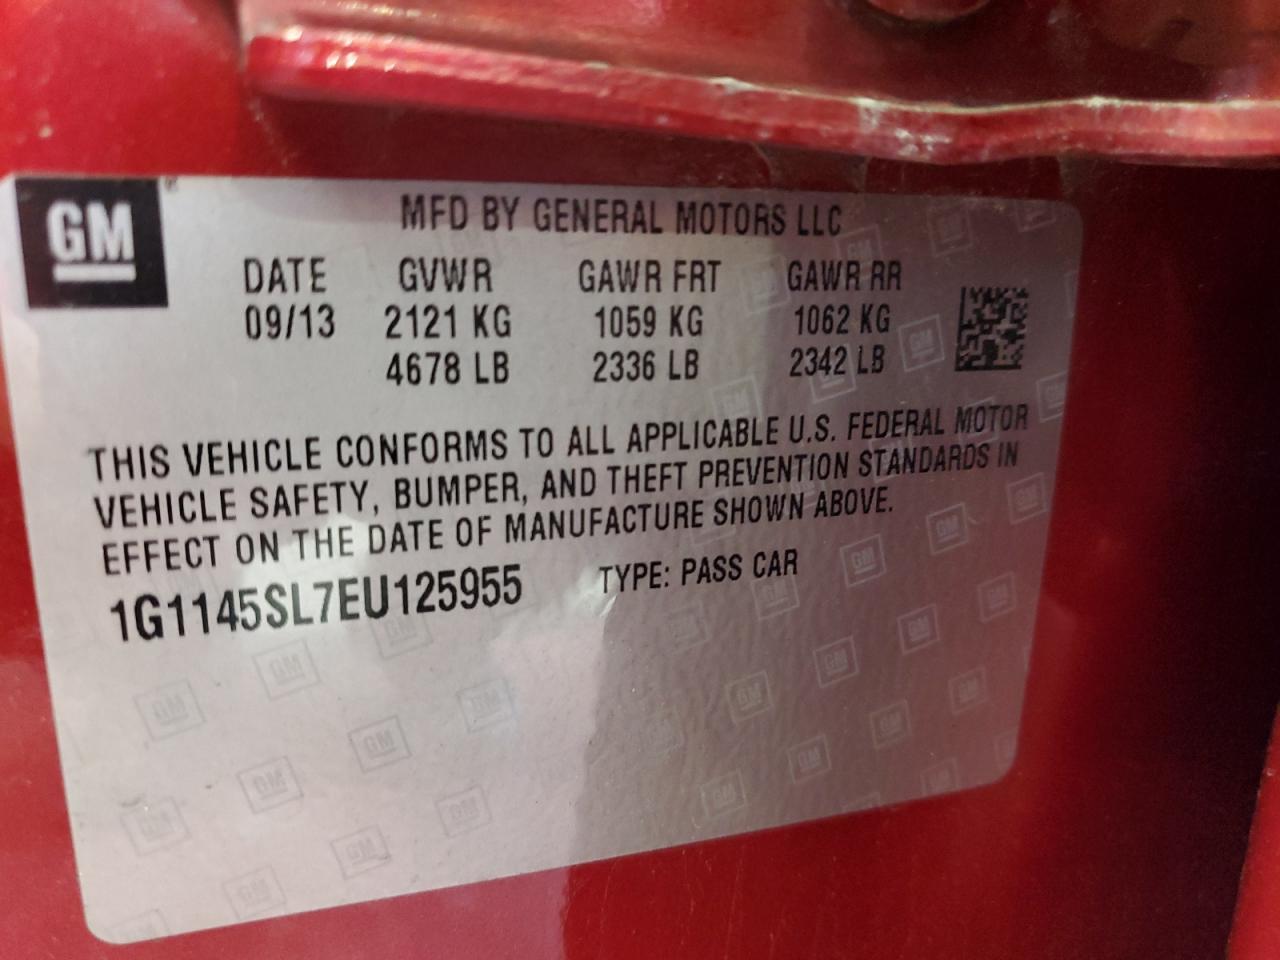 GM
MFD BY GENERAL MOTORS LLC
DATE GVWR GAWR FRT GAWR RR
09/13 2121 KG 1059 KG 1062 KG
4678 LB 2336 LB 2342 LB
THIS VEHICLE CONFORMS TO ALL APPLICABLE U.S. FEDERAL MOTOR
VEHICLE SAFETY, BUMPER, AND THEFT PREVENTION STANDARDS IN
EFFECT ON THE DATE OF MANUFACTURE SHOWN ABOVE.
1G1145SL7EU125955 TYPE: PASS CAR